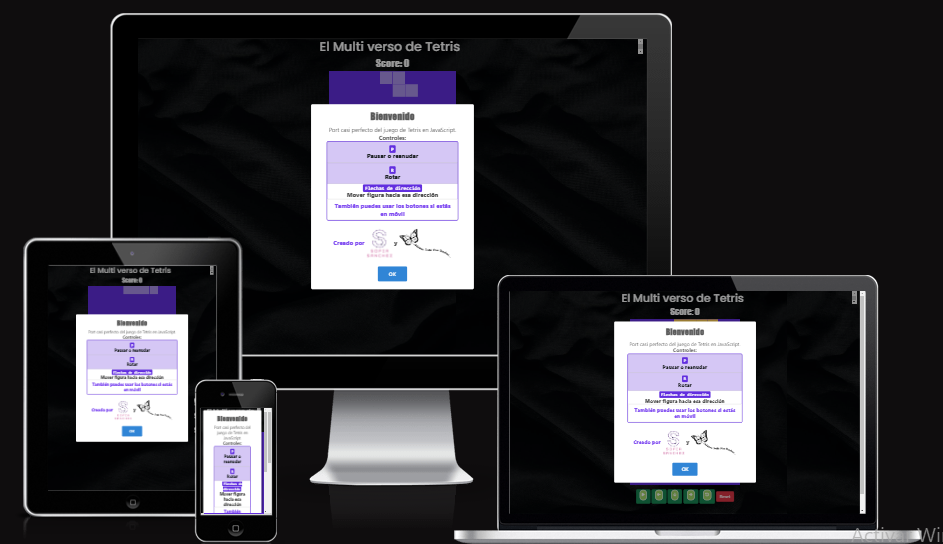 El Multi verso de Tetris
Score: 0
Bienvenido
Port casi perfecto del juego de Tetris en JavaScript.
Controles:
P
Pausar o reanudar
R
Rotar
Flechas de dirección
Mover figura hacia esa dirección
También puedes usar los botones si estás
en móvil
Creado por
S
SOFIA
SANCHEZ
y
OK
El Multi verso de Tetris
Score: 0
Bienvenido
Port casi perfecto del juego de Tetris en JavaScript
Controles:
P
Pausar o reanudar
R
Rotar
Flechas de dirección
Mover figura hacia esa dirección
También puedes usar los botones si estás
en móvil
Creado por
y
OK
Bienvenido
Port casi perfecto del
juego de Tetris en
JavaScript
Controles:
P
Pausar o
reanudar
R
Rotar
Flechas de
dirección
Mover figura
hacia esa
dirección
También
El Multi verso de Tetris
Score: 0
Bienvenido
Port casi perfecto del juego de Tetris en JavaScript
Controles:
P
Pausar o reanudar
R
Rotar
Flechas de dirección
Mover figura hacia esa dirección
También puedes usar los botones si estás
en móvil
Creado por
S
y
OK
Reset
Activar Win